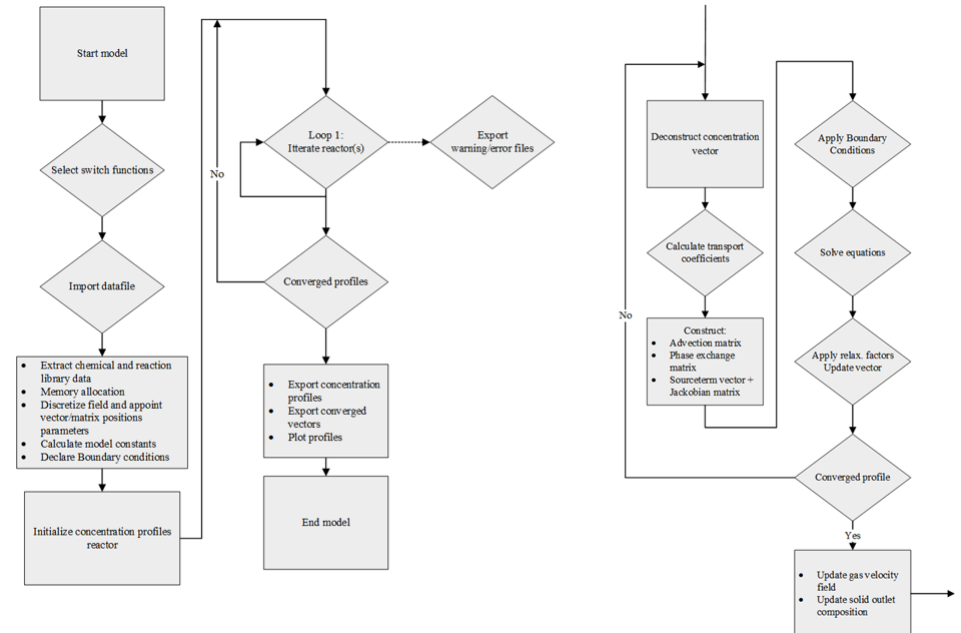 Start model
Select switch functions
Import datafile
• Extract chemical and reaction
library data
• Memory allocation
• Discretize field and appoint
vector/matrix positions
parameters
• Calculate model constants
• Declare Boundary conditions
Initialize concentration profiles
reactor
No
Loop 1:
Itterate reactor(s)
Export
warning/error files
Converged profiles
• Export concentration
profiles
• Export converged
vectors
• Plot profiles
End model
Deconstruct concentration
vector
Calculate transport
coefficients
No
Construct:
• Advection matrix
• Phase exchange
matrix
• Sourceterm vector +
Jackobian matrix
Apply Boundary
Conditions
Solve equations
Apply relax. factors
Update vector
Converged profile
Yes
• Update gas velocity
field
• Update solid outlet
composition